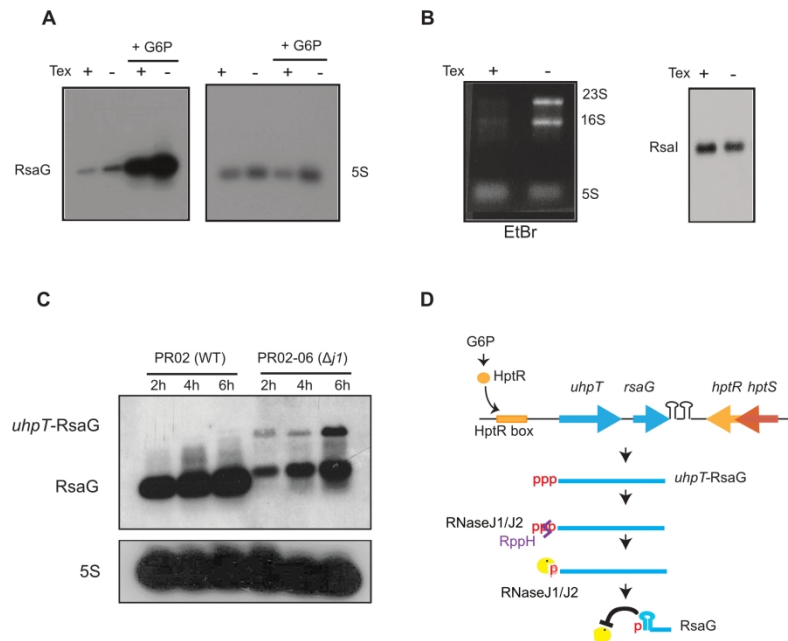 A
+ G6P
+ G6P
Tex + - + -
+ - + -
RsaG
5S
B
Tex + -
23S
16S
5S
EtBr
Tex + -
RsaI
C
PR02 (WT) PR02-06 (Δj1)
2h 4h 6h 2h 4h 6h
uhpT-RsaG
RsaG
5S
D
G6P
HptR
uhpT rsaG hptR hptS
HptR box
ppp uhpT-RsaG
RNaseJ1/J2 ppp
RppH
p
RNaseJ1/J2
p RsaG